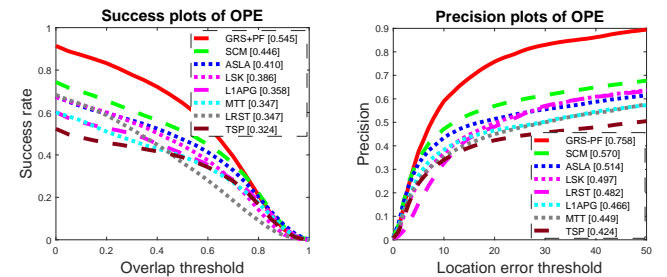 Success plots of OPE
Success rate
1
0.8
0.6
0.4
0.2
0
GRS+PF [0.545]
SCM [0.446]
ASLA [0.410]
LSK [0.386]
L1APG [0.358]
MTT [0.347]
LRST [0.347]
TSP [0.324]
0 0.2 0.4 0.6 0.8 1
Overlap threshold
Precision plots of OPE
Precision
0.9
0.8
0.7
0.6
0.5
0.4
0.3
0.2
0.1
0
GRS-PF [0.758]
SCM [0.570]
ASLA [0.514]
LSK [0.497]
LRST [0.482]
L1APG [0.466]
MTT [0.449]
TSP [0.424]
0 10 20 30 40 50
Location error threshold